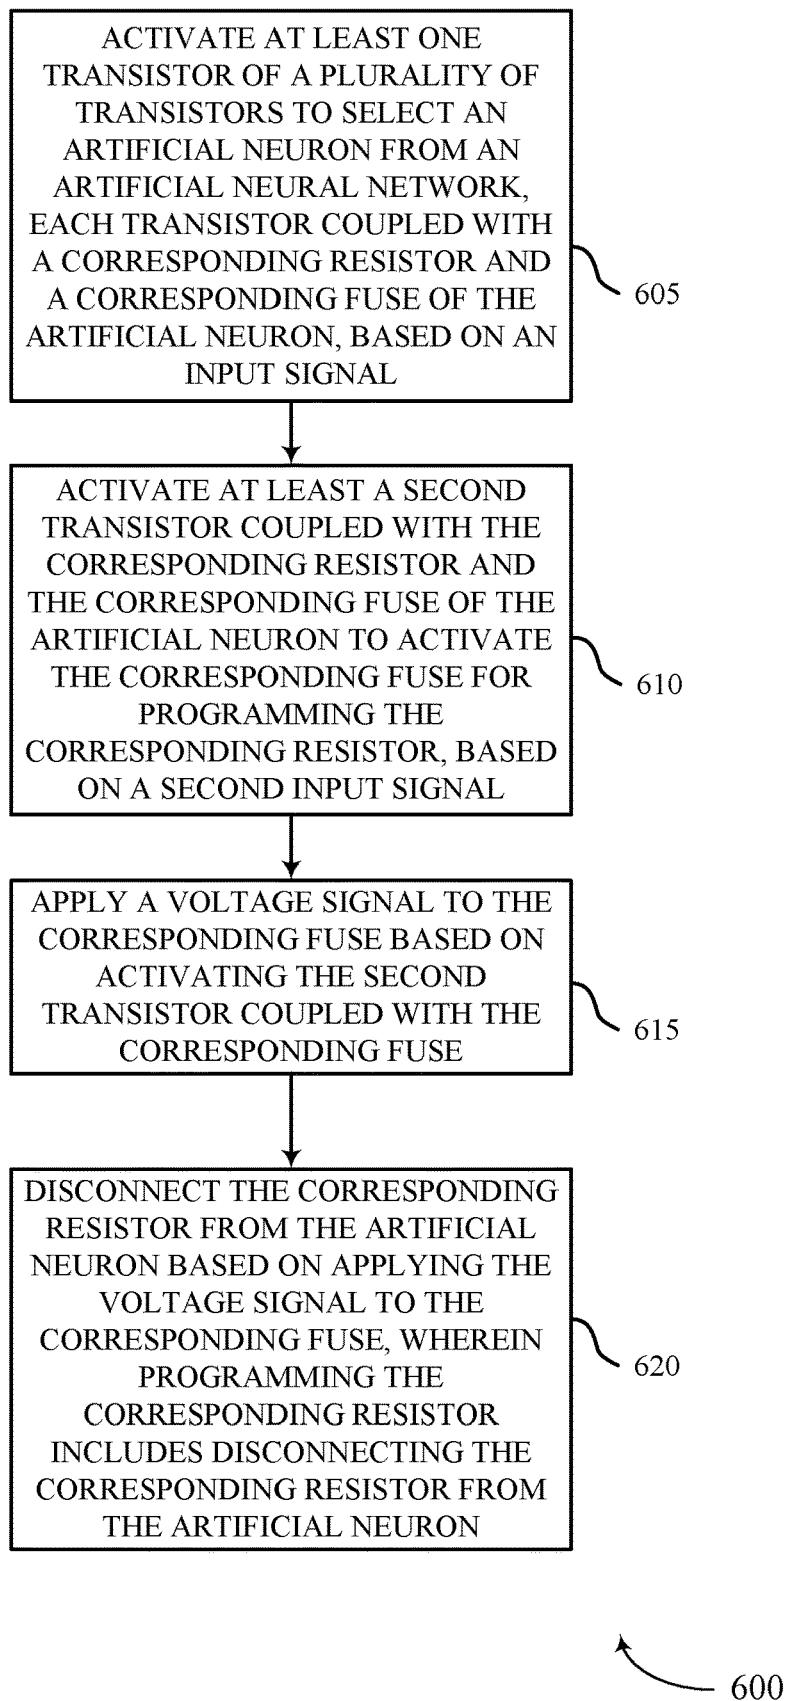 ACTIVATE AT LEAST ONE
TRANSISTOR OF A PLURALITY OF
TRANSISTORS TO SELECT AN
ARTIFICIAL NEURON FROM AN
ARTIFICIAL NEURAL NETWORK,
EACH TRANSISTOR COUPLED WITH
A CORRESPONDING RESISTOR AND
A CORRESPONDING FUSE OF THE
ARTIFICIAL NEURON, BASED ON AN
INPUT SIGNAL
605
ACTIVATE AT LEAST A SECOND
TRANSISTOR COUPLED WITH THE
CORRESPONDING RESISTOR AND
THE CORRESPONDING FUSE OF THE
ARTIFICIAL NEURON TO ACTIVATE
THE CORRESPONDING FUSE FOR
PROGRAMMING THE
CORRESPONDING RESISTOR, BASED
ON A SECOND INPUT SIGNAL
610
APPLY A VOLTAGE SIGNAL TO THE
CORRESPONDING FUSE BASED ON
ACTIVATING THE SECOND
TRANSISTOR COUPLED WITH THE
CORRESPONDING FUSE
615
DISCONNECT THE CORRESPONDING
RESISTOR FROM THE ARTIFICIAL
NEURON BASED ON APPLYING THE
VOLTAGE SIGNAL TO THE
CORRESPONDING FUSE, WHEREIN
PROGRAMMING THE
CORRESPONDING RESISTOR
INCLUDES DISCONNECTING THE
CORRESPONDING RESISTOR FROM
THE ARTIFICIAL NEURON
620
600